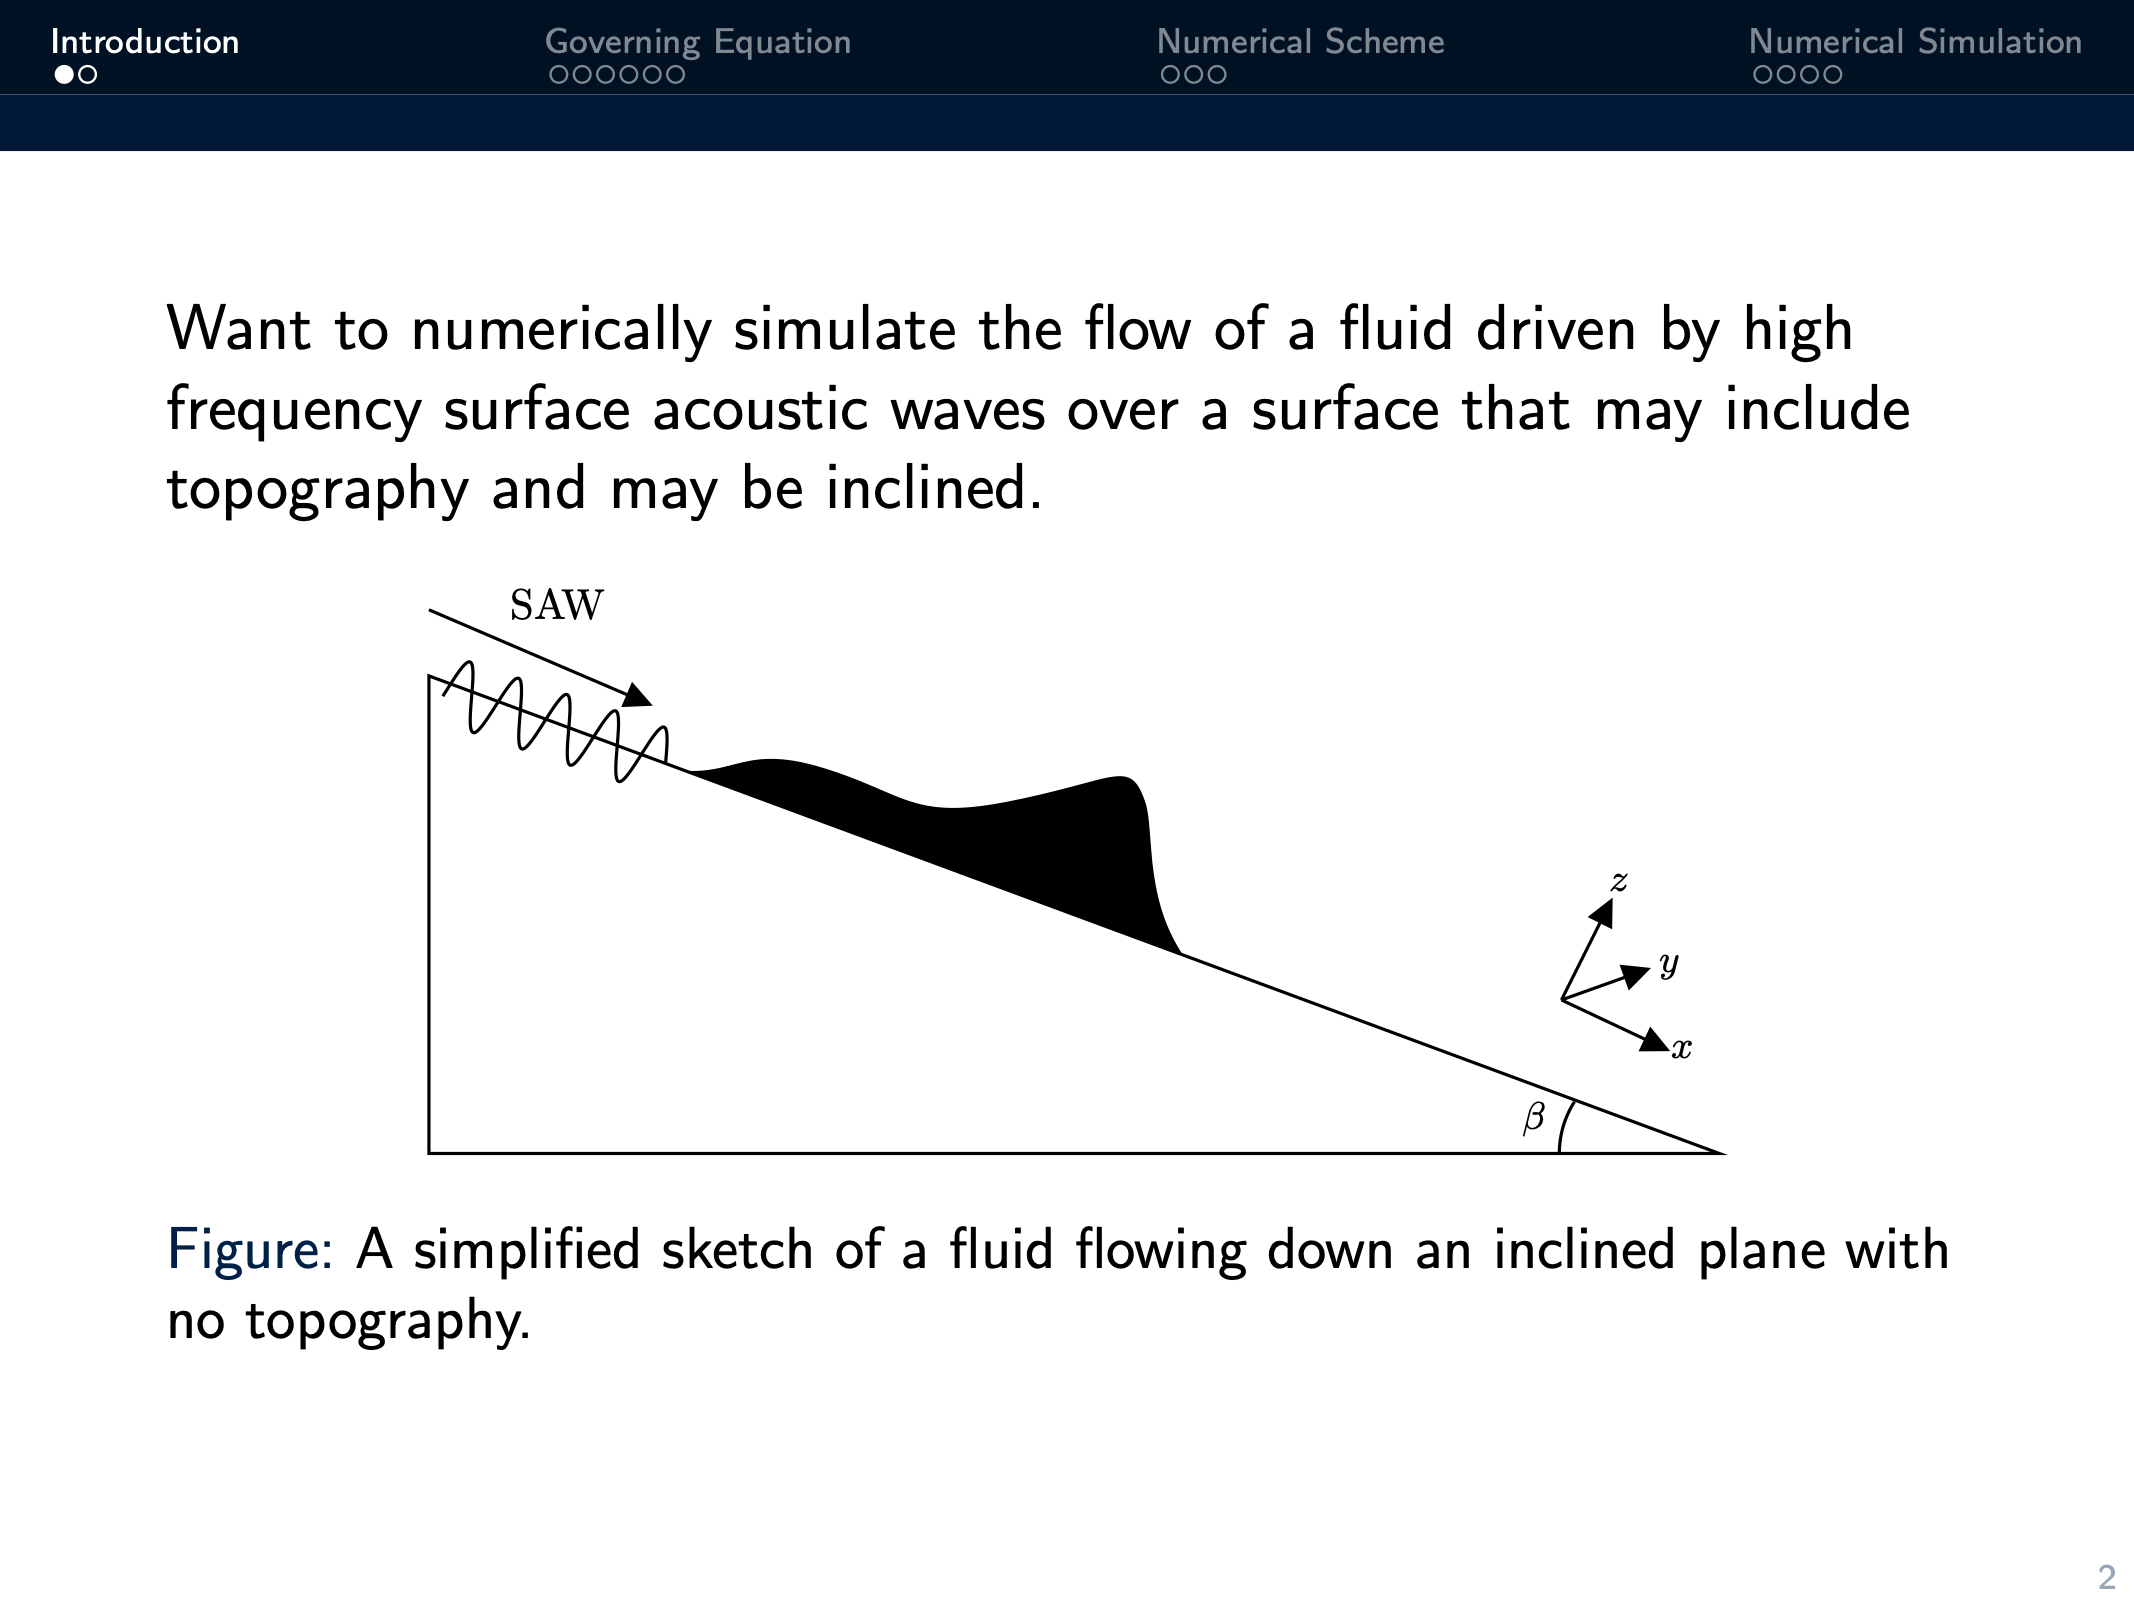 Introduction
Governing Equation
Numerical Scheme
Numerical Simulation
Want to numerically simulate the flow of a fluid driven by high
frequency surface acoustic waves over a surface that may include
topography and may be inclined.
SAW
z
y
x
β
Figure: A simplified sketch of a fluid flowing down an inclined plane with
no topography.
2